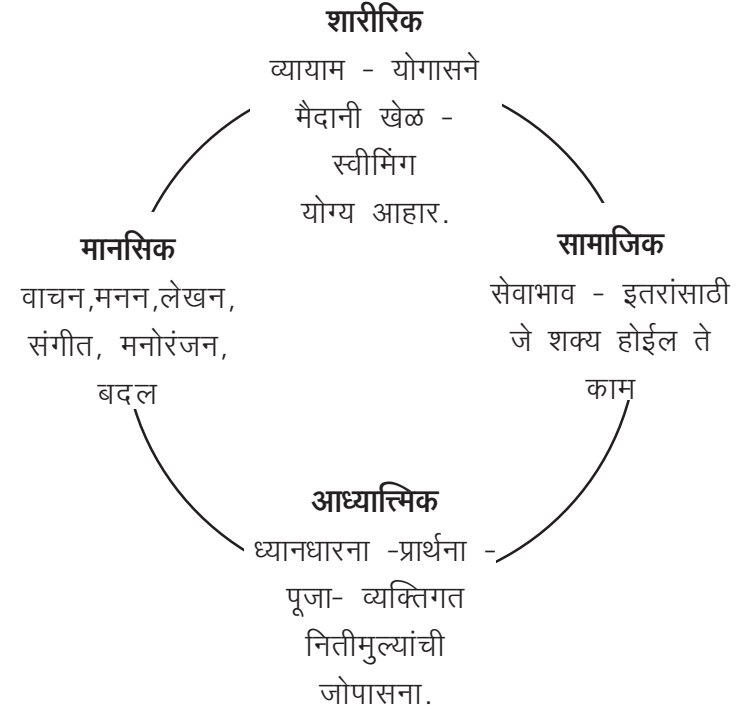 शारीरिक
व्यायाम - योगासने
मैदानी खेळ -
स्वीमिंग
योग्य आहार.
मानसिक
वाचन,मनन,लेखन,
संगीत, मनोरंजन,
बदल
सामाजिक
सेवाभाव - इतरांसाठी
जे शक्य होईल ते
काम
आध्यात्त्मिक
ध्यानधारना -प्रार्थना -
पूजा- व्यक्तिगत
नितीमुल्यांची
जोपासना.